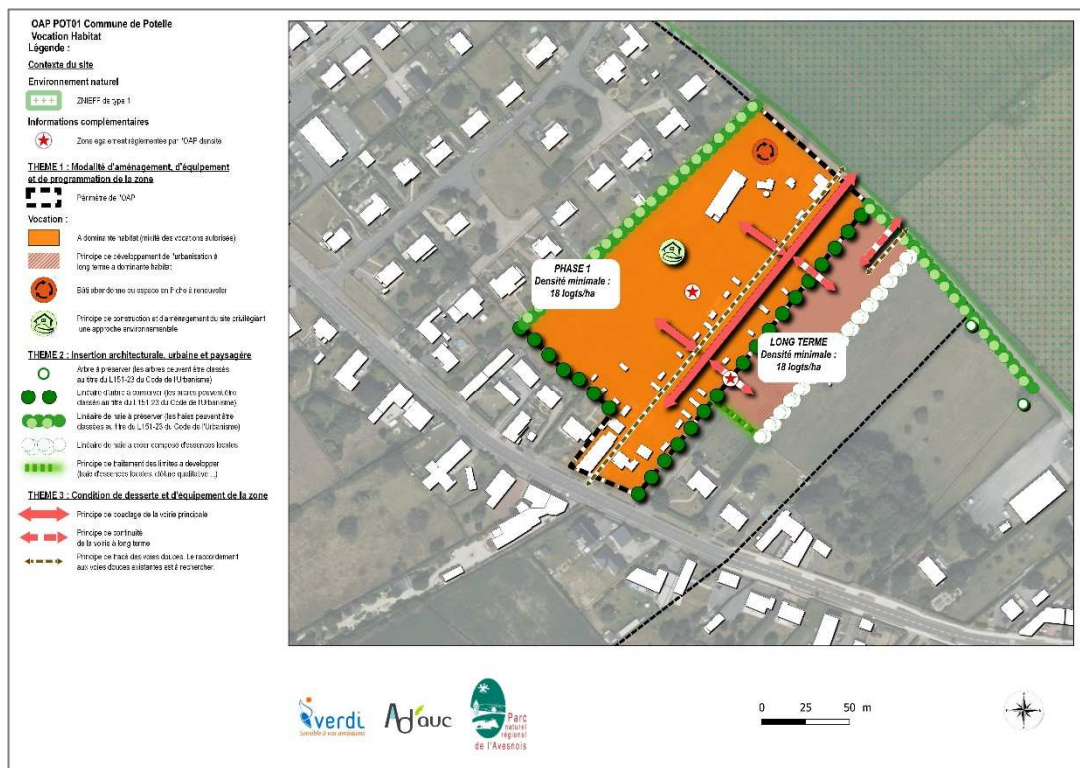 OAP POT01 Commune de Potelle
Vocation Habitat
Légende :
Contexte du site
Environnement naturel
ZNIEFF de type 1
Informations complémentaires
Zone également réglementée par l'OAP densité
THEME 1 : Modalité d'aménagement, d'équipement
et de programmation de la zone
Périmètre de l'OAP
Vocation :
A dominante habitat (mixité des vocations autorisée)
Principe de développement de l'urbanisation à
long terme à dominante habitat
Bâti abandonné ou espace en friche à renouveler
Principe de construction et d'aménagement du site privilégiant
une approche environnementale
THEME 2 : Insertion architecturale, urbaine et paysagère
Arbre à préserver (les arbres peuvent être classés
au titre du L151-23 du Code de l'Urbanisme)
Linéaire d'arbre à conserver (les arbres peuvent être
classés au titre du L151-23 du Code de l'Urbanisme)
Linéaire de haie à préserver (les haies peuvent être
classées au titre du L151-23 du Code de l'Urbanisme)
Linéaire de haie à créer composé d'essences locales
Principe de traitement des limites à développer
(haie d'essences locales, clôture qualitative ...)
THEME 3 : Condition de desserte et d'équipement de la zone
Principe de bouclage de la voirie principale
Principe de continuité
de la voirie à long terme
Principe de tracé des voies douces. Le raccordement
aux voies douces existantes est à rechercher.
PHASE 1
Densité minimale :
18 logts/ha
LONG TERME
Densité minimale :
18 logts/ha
verdi
Sensible à vos ambitions
Ad'auc
Parc
naturel
régional
de l'Avesnois
0 25 50 m